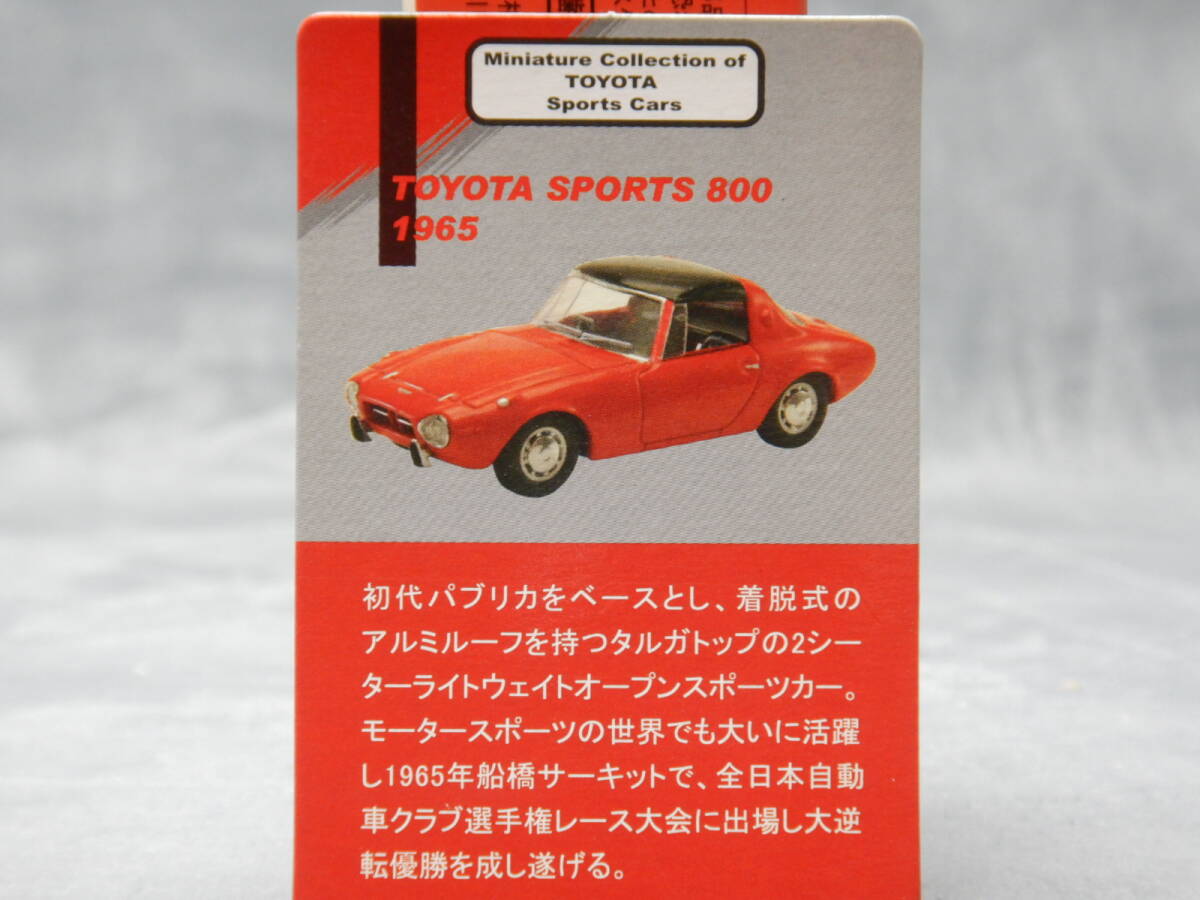 Miniature Collection of
TOYOTA
Sports Cars
TOYOTA SPORTS 800
1965
初代パブリカをベースとし、着脱式の
アルミルーフを持つタルガトップの2シー
ターライトウェイトオープンスポーツカー。
モータースポーツの世界でも大いに活躍
し1965年船橋サーキットで、全日本自動
車クラブ選手権レース大会に出場し大逆
転優勝を成し遂げる。